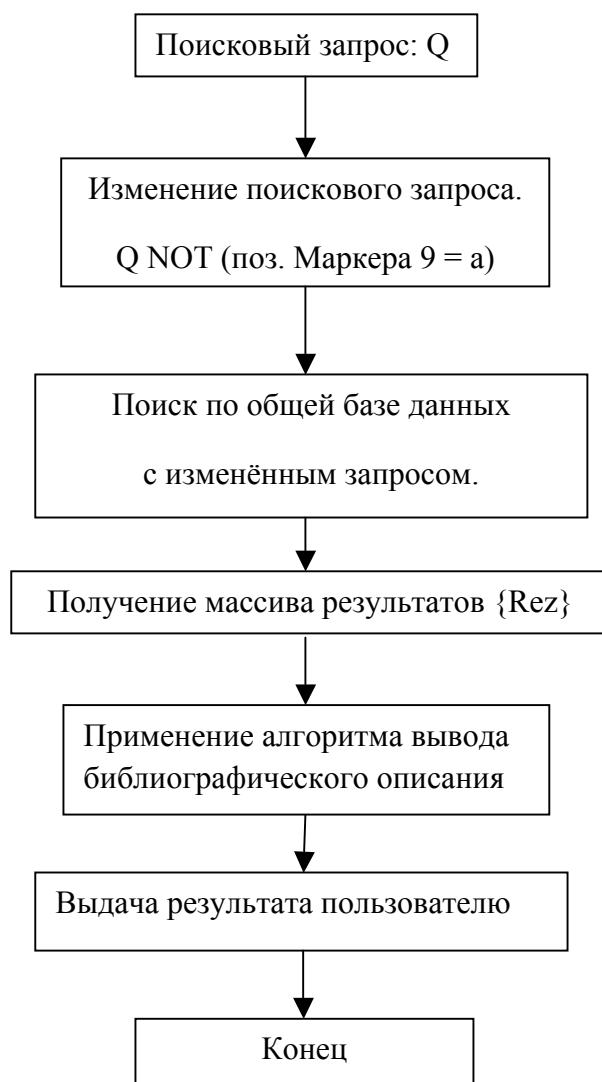 Поисковый запрос: Q
Изменение поискового запроса.
Q NOT (поз. Маркера 9 = а)
Поиск по общей базе данных
с изменённым запросом.
Получение массива результатов {Rez}
Применение алгоритма вывода
библиографического описания
Выдача результата пользователю
Конец